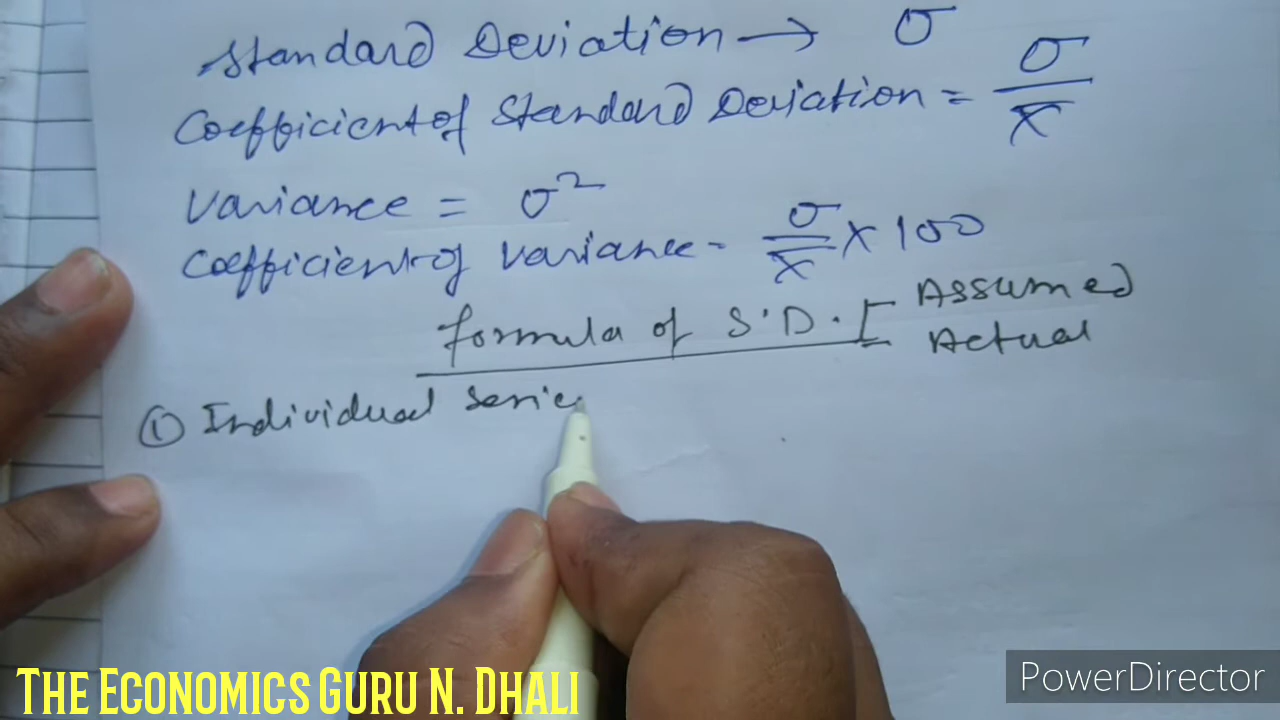 Standard Deviation → σ
Coefficient of Standard Deviation = σ/x̄
Variance = σ²
Coefficient of variance = σ/x̄ × 100
formula of S.D. [ Assumed
Actual
① Individual Serie
THE ECONOMICS GURU N. DHALI
PowerDirector